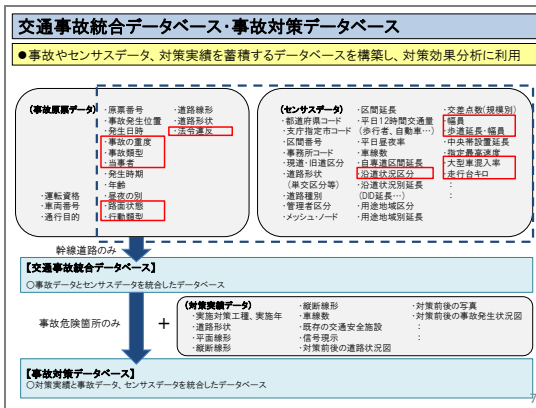 交通事故統合データベース・事故対策データベース
●事故やセンサスデータ、対策実績を蓄積するデータベースを構築し、対策効果分析に利用
(事故原票データ)
・運転資格
・車両番号
・通行目的
・原票番号
・事故発生位置
・発生日時
・事故の重度
・事故類型
・当事者
・発生時期
・年齢
・昼夜の別
・路面状態
・行動類型
・道路線形
・道路形状
・法令違反
(センサスデータ)
・都道府県コード
・支庁指定市コード
・区間番号
・事務所コード
・現道・旧道区分
・道路形状
(単交区分等)
・道路種別
・管理者区分
・メッシュ・ノード
・区間延長
・平日12時間交通量
(歩行者、自動車…)
・平日昼夜率
・車線数
・自専道区間延長
・沿道状況区分
・沿道状況別延長
(DID延長…)
・用途地域区分
・用途地域別延長
・交差点数(規模別)
・幅員
・歩道延長・幅員
・中央帯設置延長
・指定最高速度
・大型車混入率
・走行台キロ
:
:
幹線道路のみ
【交通事故統合データベース】
○事故データとセンサスデータを統合したデータベース
事故危険箇所のみ
+
(対策実績データ)
・実施対策工種、実施年
・道路形状
・平面線形
・縦断線形
・縦断線形
・車線数
・既存の交通安全施設
・信号現示
・対策前後の道路状況図
・対策前後の写真
・対策前後の事故発生状況図
:
:
【事故対策データベース】
○対策実績と事故データ、センサスデータを統合したデータベース
7